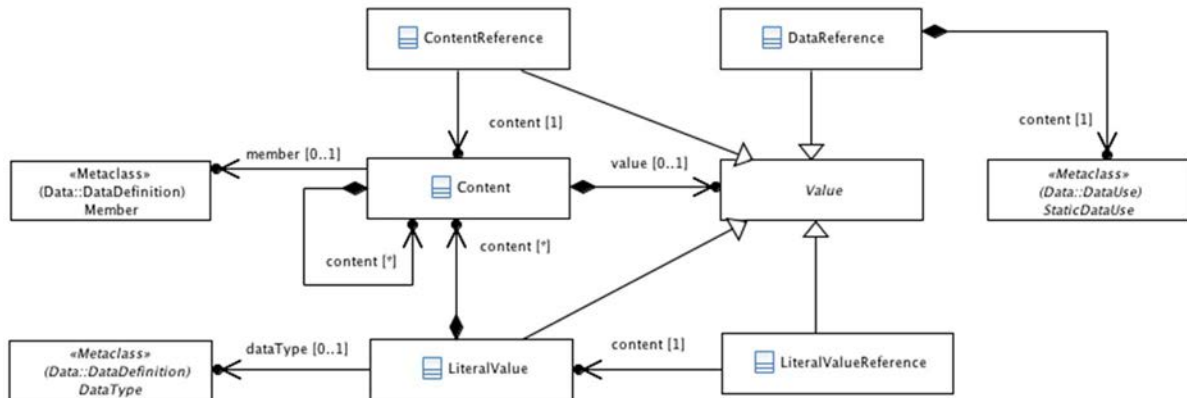 ContentReference
DataReference
content [1]
content [1]
member [0..1]
value [0..1]
«Metaclass»
(Data::DataDefinition)
Member
Content
Value
«Metaclass»
(Data::DataUse)
StaticDataUse
content [*]
content [*]
dataType [0..1]
content [1]
«Metaclass»
(Data::DataDefinition)
DataType
LiteralValue
LiteralValueReference